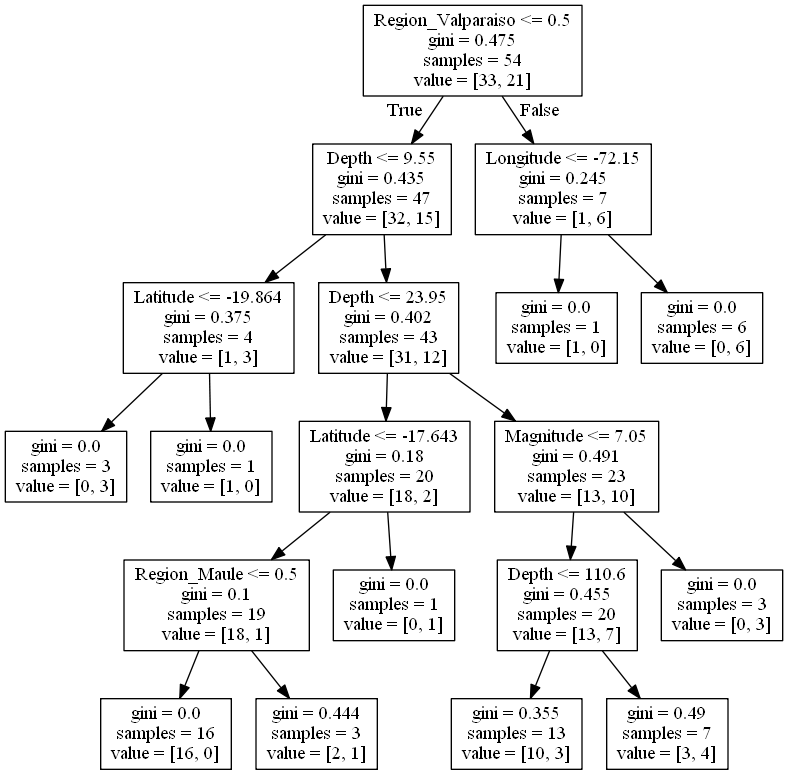 Region_Valparaiso <= 0.5
gini = 0.475
samples = 54
value = [33, 21]
True
False
Depth <= 9.55
gini = 0.435
samples = 47
value = [32, 15]
Longitude <= -72.15
gini = 0.245
samples = 7
value = [1, 6]
Latitude <= -19.864
gini = 0.375
samples = 4
value = [1, 3]
Depth <= 23.95
gini = 0.402
samples = 43
value = [31, 12]
gini = 0.0
samples = 1
value = [1, 0]
gini = 0.0
samples = 6
value = [0, 6]
gini = 0.0
samples = 3
value = [0, 3]
gini = 0.0
samples = 1
value = [1, 0]
Latitude <= -17.643
gini = 0.18
samples = 20
value = [18, 2]
Magnitude <= 7.05
gini = 0.491
samples = 23
value = [13, 10]
Region_Maule <= 0.5
gini = 0.1
samples = 19
value = [18, 1]
gini = 0.0
samples = 1
value = [0, 1]
Depth <= 110.6
gini = 0.455
samples = 20
value = [13, 7]
gini = 0.0
samples = 3
value = [0, 3]
gini = 0.0
samples = 16
value = [16, 0]
gini = 0.444
samples = 3
value = [2, 1]
gini = 0.355
samples = 13
value = [10, 3]
gini = 0.49
samples = 7
value = [3, 4]